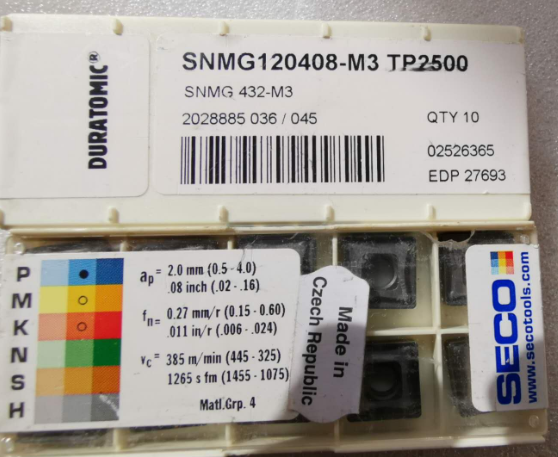 DURATOMIC®
SNMG120408-M3 TP2500
SNMG 432-M3
2028885 036 / 045
QTY 10
02526365
EDP 27693
P
M
K
N
S
H
ap = 2.0 mm (0.5 - 4.0)
.08 inch (.02 - .16)
fn = 0.27 mm/r (0.15 - 0.60)
.011 in/r (.006 - .024)
vc = 385 m/min (445 - 325)
1265 s fm (1455 - 1075)
Matl.Grp. 4
Made in
Czech Republic
SECO
www.secotools.com